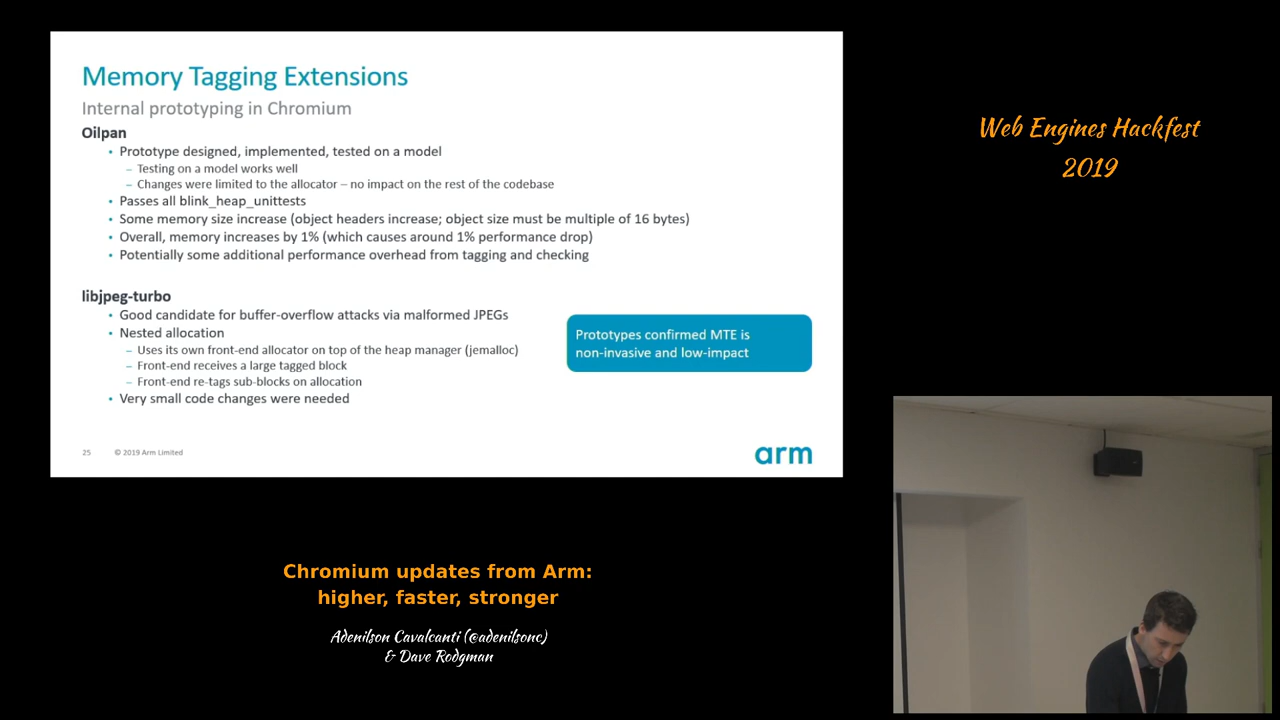 Memory Tagging Extensions
Internal prototyping in Chromium
Oilpan
• Prototype designed, implemented, tested on a model
– Testing on a model works well
– Changes were limited to the allocator – no impact on the rest of the codebase
• Passes all blink_heap_unittests
• Some memory size increase (object headers increase; object size must be multiple of 16 bytes)
• Overall, memory increases by 1% (which causes around 1% performance drop)
• Potentially some additional performance overhead from tagging and checking
libjpeg-turbo
• Good candidate for buffer-overflow attacks via malformed JPEGs
• Nested allocation
– Uses its own front-end allocator on top of the heap manager (jemalloc)
– Front-end receives a large tagged block
– Front-end re-tags sub-blocks on allocation
• Very small code changes were needed
Prototypes confirmed MTE is
non-invasive and low-impact
25 © 2019 Arm Limited
arm
Web Engines Hackfest
2019
Chromium updates from Arm:
higher, faster, stronger
Adenilson Cavalcanti (@adenilsonc)
& Dave Rodgman